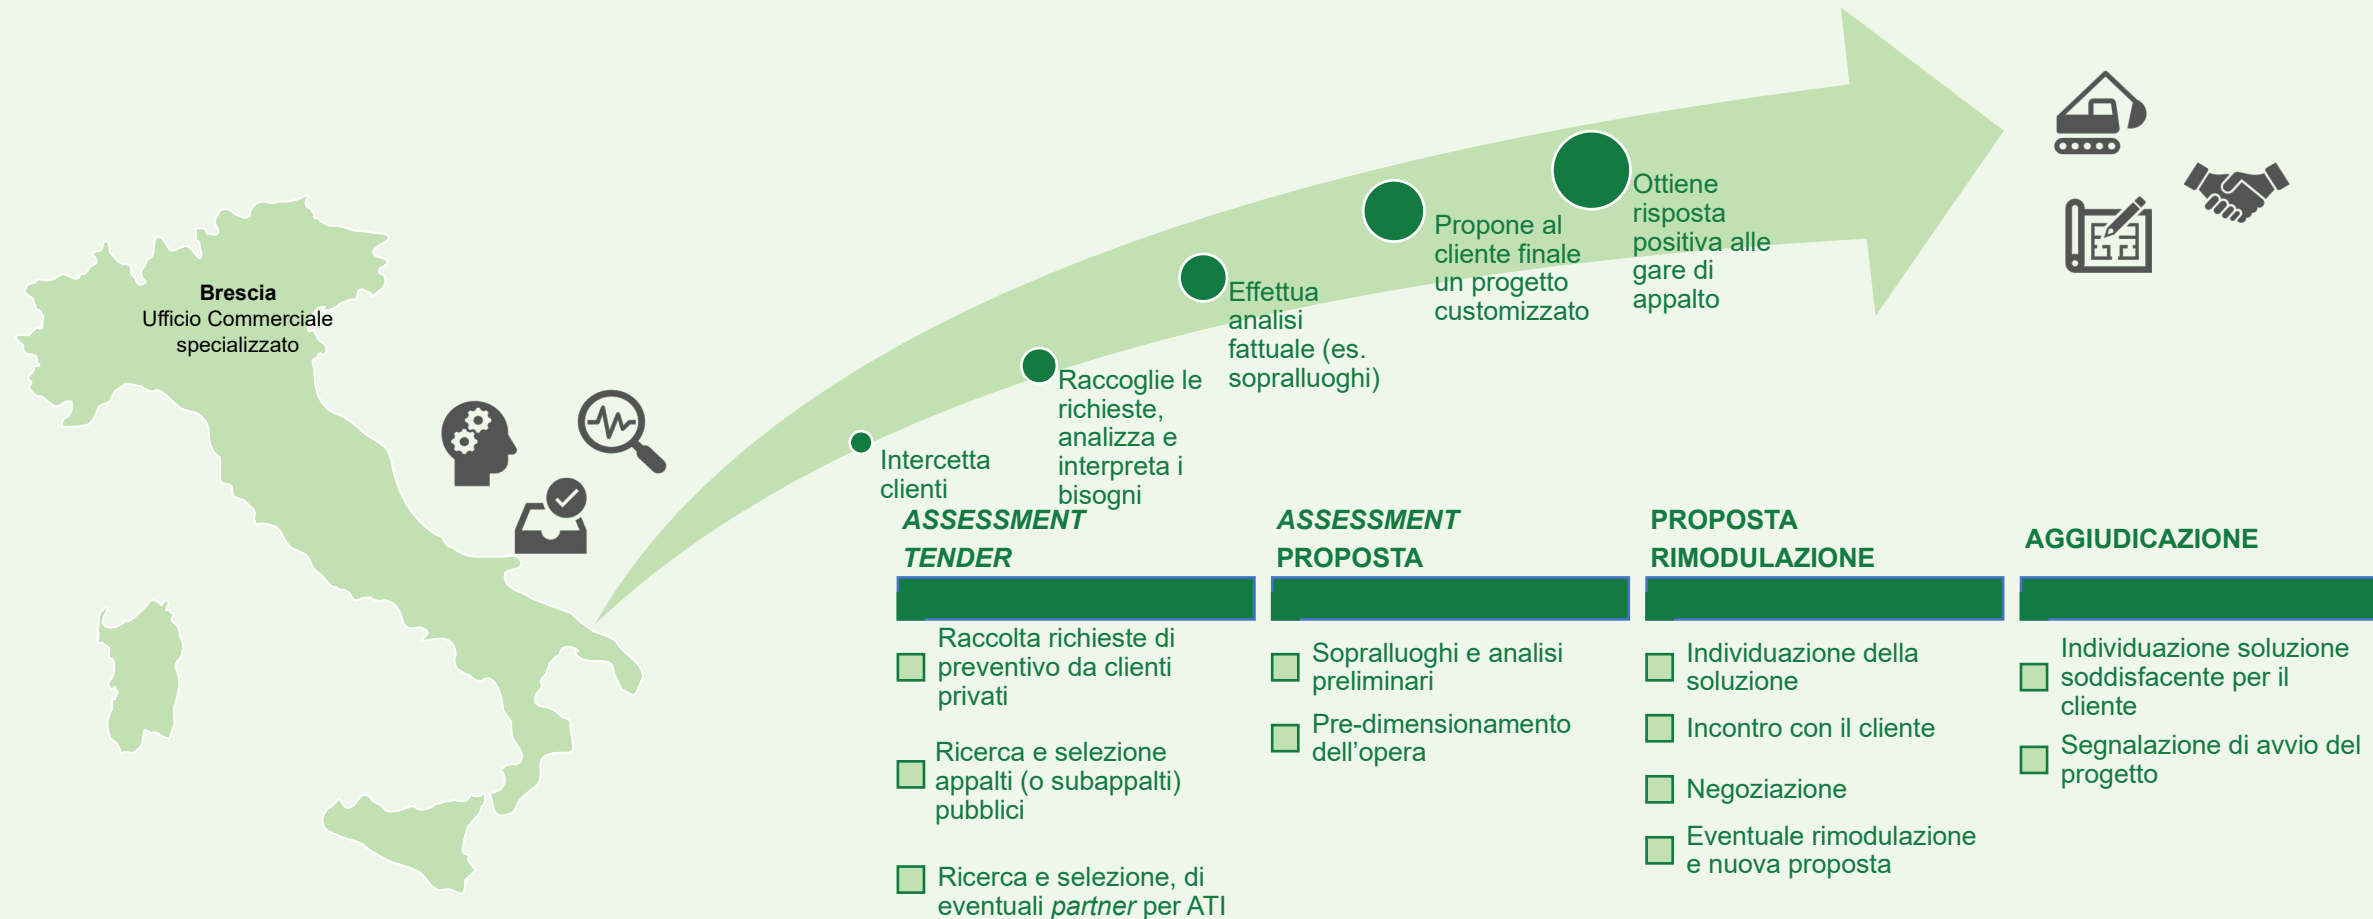 Brescia
Ufficio Commerciale
specializzato
Intercetta
clienti
Raccoglie le
richieste,
analizza e
interpreta i
bisogni
Effettua
analisi
fattuale (es.
sopralluoghi)
Propone al
cliente finale
un progetto
customizzato
Ottiene
risposta
positiva alle
gare di
appalto
ASSESSMENT
TENDER
Raccolta richieste di
preventivo da clienti
privati
Ricerca e selezione
appalti (o subappalti)
pubblici
Ricerca e selezione, di
eventuali partner per ATI
ASSESSMENT
PROPOSTA
Sopralluoghi e analisi
preliminari
Pre-dimensionamento
dell’opera
PROPOSTA
RIMODULAZIONE
Individuazione della
soluzione
Incontro con il cliente
Negoziazione
Eventuale rimodulazione
e nuova proposta
AGGIUDICAZIONE
Individuazione soluzione
soddisfacente per il
cliente
Segnalazione di avvio del
progetto